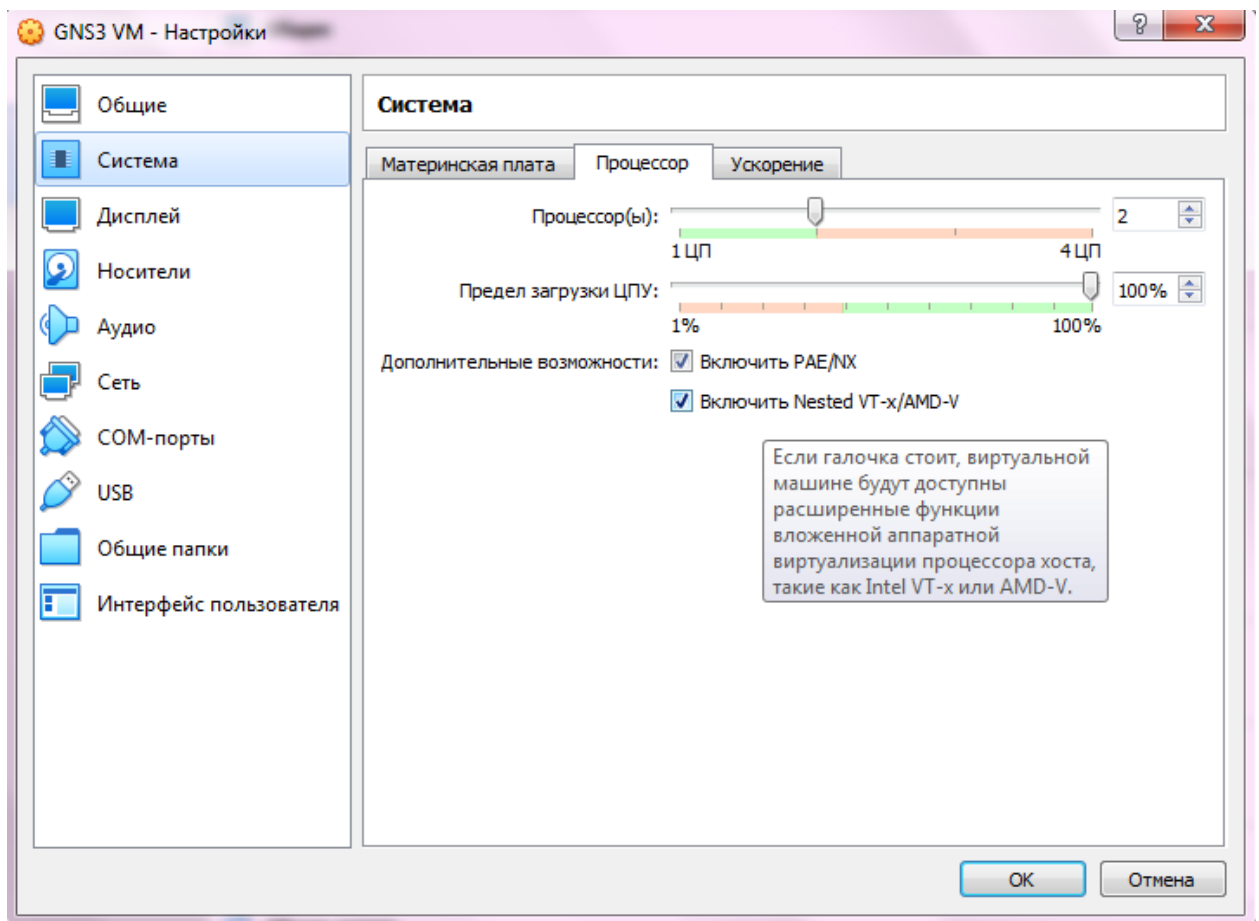 GNS3 VM - Настройки
Общие
Система
Дисплей
Носители
Аудио
Сеть
COM-порты
USB
Общие папки
Интерфейс пользователя
Система
Материнская плата Процессор Ускорение
Процессор(ы): 2
1 ЦП 4 ЦП
Предел загрузки ЦПУ: 100%
1% 100%
Дополнительные возможности: Включить PAE/NX
Включить Nested VT-x/AMD-V
Если галочка стоит, виртуальной
машине будут доступны
расширенные функции
вложенной аппаратной
виртуализации процессора хоста,
такие как Intel VT-x или AMD-V.
OK Отмена